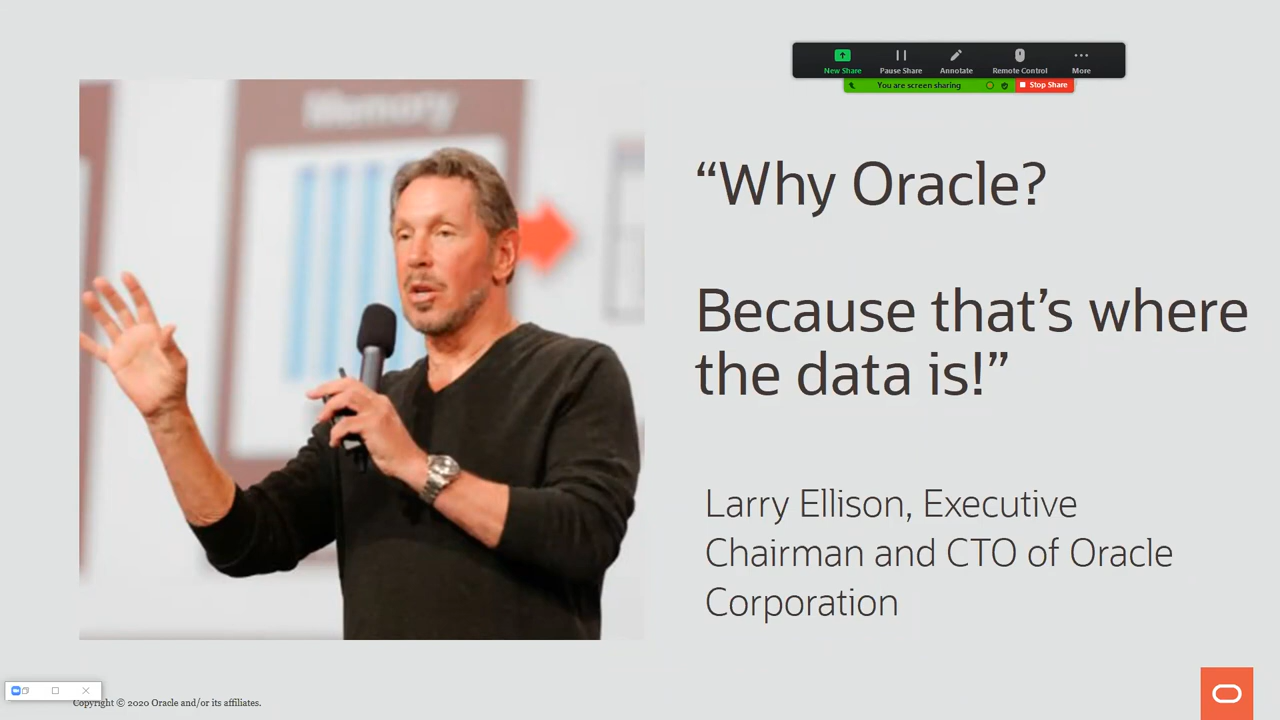 New Share
Pause Share
Annotate
Remote Control
More
You are screen sharing
Stop Share
Memory
“Why Oracle?
Because that’s where
the data is!”
Larry Ellison, Executive
Chairman and CTO of Oracle
Corporation
Copyright © 2020 Oracle and/or its affiliates.